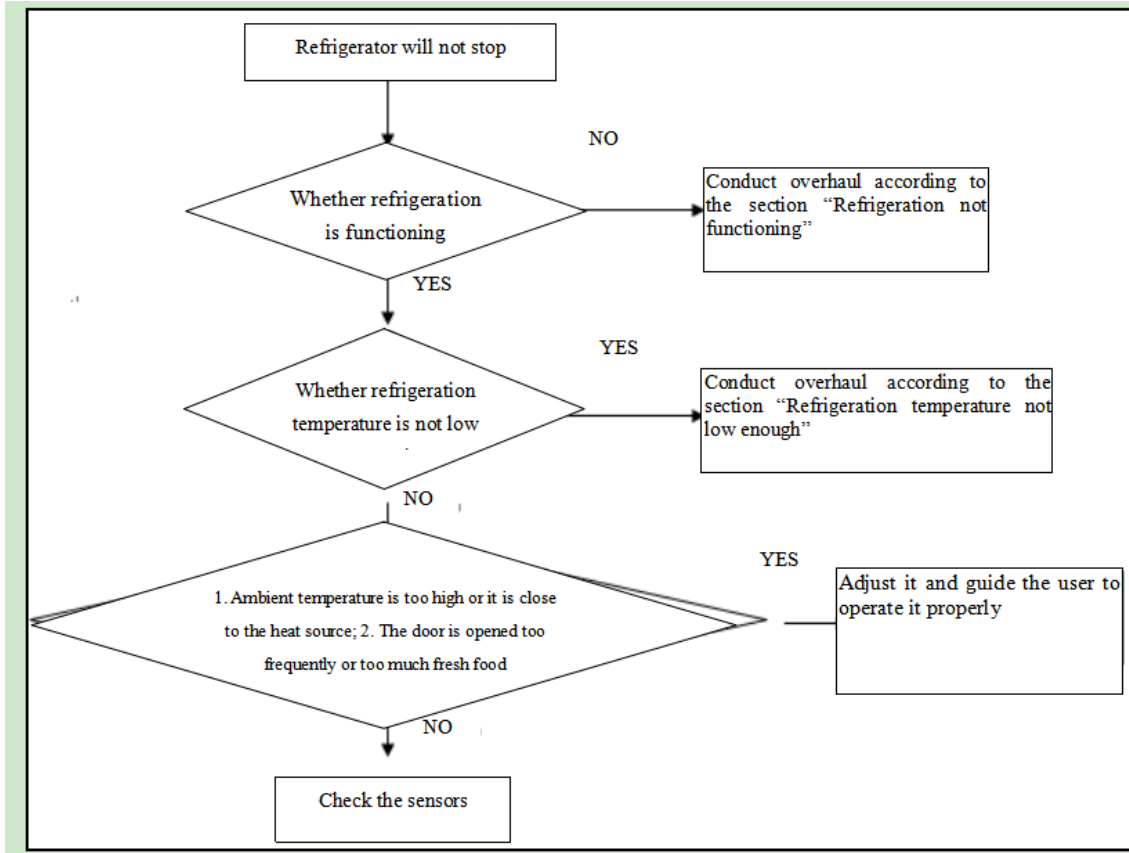 Refrigerator will not stop
NO
Whether refrigeration
is functioning
Conduct overhaul according to
the section “Refrigeration not
functioning”
YES
YES
Whether refrigeration
temperature is not low
Conduct overhaul according to the
section “Refrigeration temperature not
low enough”
NO
YES
1. Ambient temperature is too high or it is close
to the heat source; 2. The door is opened too
frequently or too much fresh food
Adjust it and guide the user to
operate it properly
NO
Check the sensors